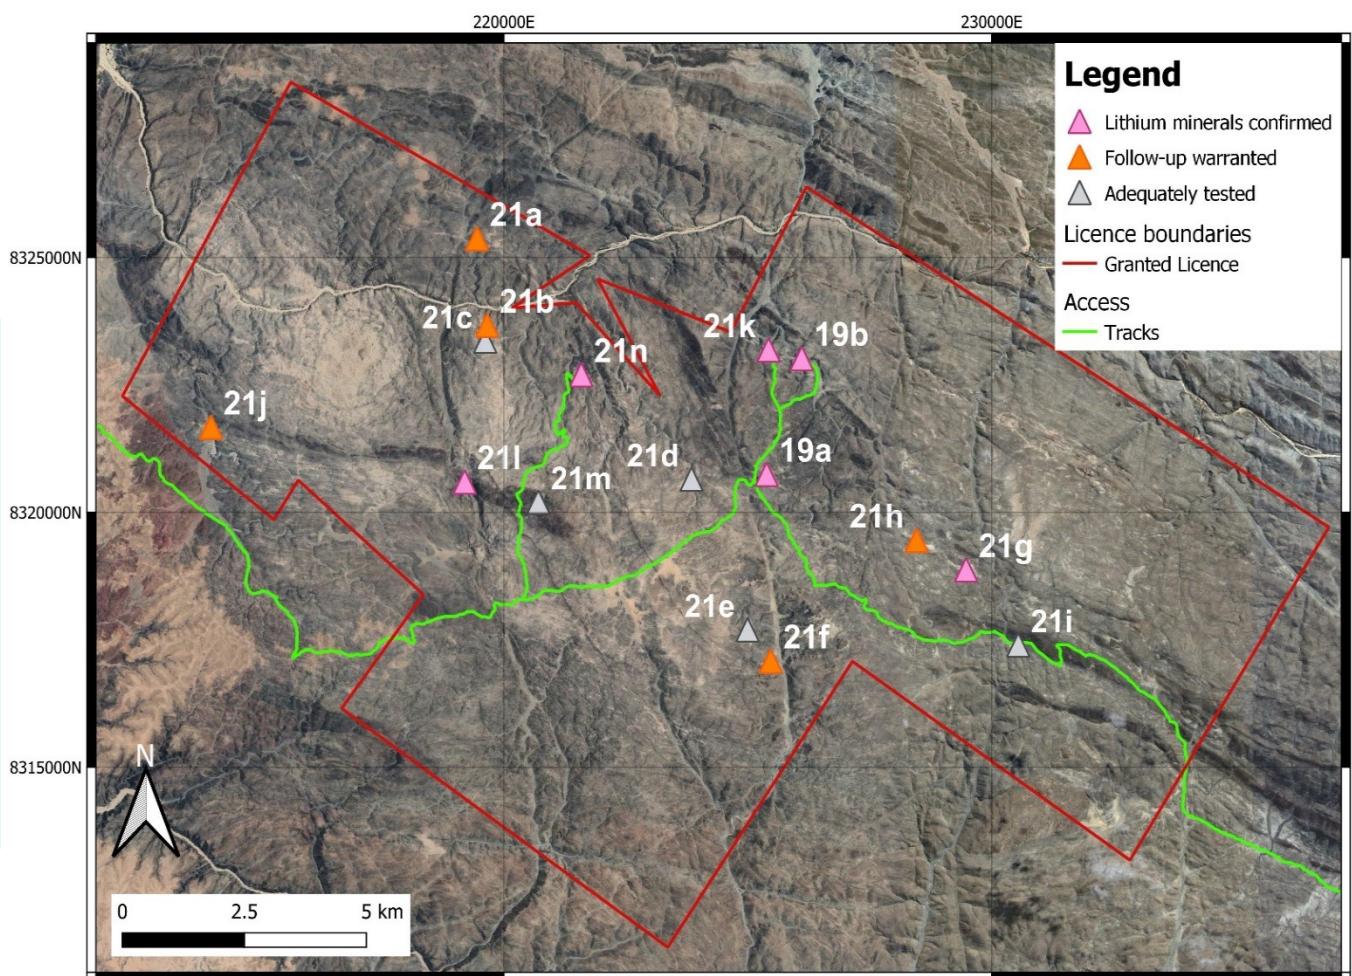 220000E
230000E
8325000N
8320000N
8315000N
Legend
Lithium minerals confirmed
Follow-up warranted
Adequately tested
Licence boundaries
Granted Licence
Access
Tracks
21a
21b
21c
21k
19b
21n
21j
21l
21m
21d
19a
21h
21g
21e
21f
21i
N
0 2.5 5 km